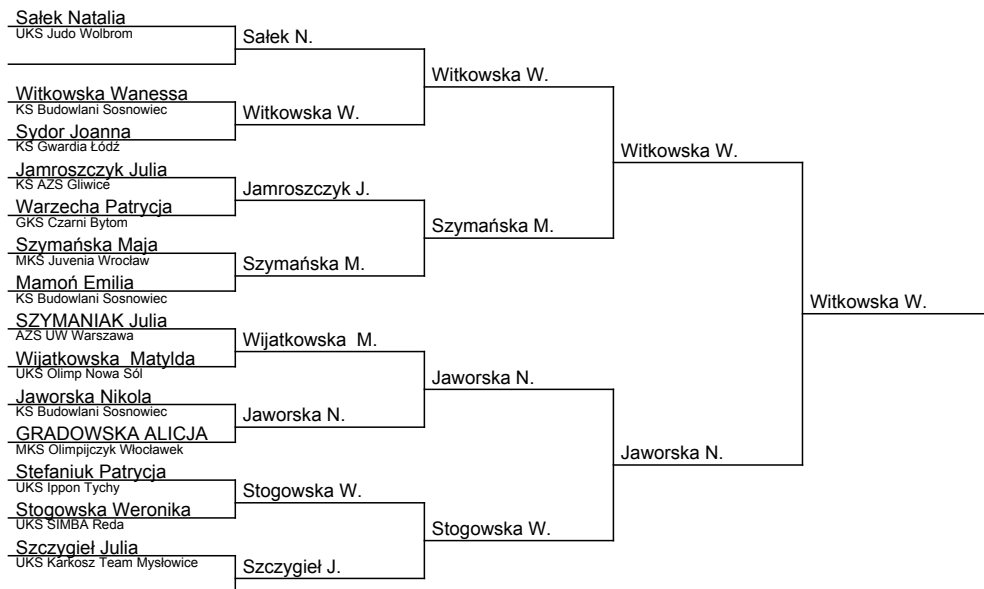 Sałek Natalia
UKS Judo Wolbrom
Sałek N.
Witkowska W.
Witkowska Wanessa
KS Budowlani Sosnowiec
Witkowska W.
Sydor Joanna
KS Gwardia Łódź
Witkowska W.
Jamroszczyk Julia
KS AZS Gliwice
Jamroszczyk J.
Warzecha Patrycja
GKS Czarni Bytom
Szymańska M.
Szymańska Maja
MKS Juvenia Wrocław
Szymańska M.
Mamoń Emilia
KS Budowlani Sosnowiec
Witkowska W.
SZYMANIAK Julia
AZS UW Warszawa
Wijatkowska  M.
Wijatkowska  Matylda
UKS Olimp Nowa Sól
Jaworska N.
Jaworska Nikola
KS Budowlani Sosnowiec
Jaworska N.
GRADOWSKA ALICJA
MKS Olimpijczyk Włocławek
Jaworska N.
Stefaniuk Patrycja
UKS Ippon Tychy
Stogowska W.
Stogowska Weronika
UKS SIMBA Reda
Stogowska W.
Szczygieł Julia
UKS Karkosz Team Mysłowice
Szczygieł J.